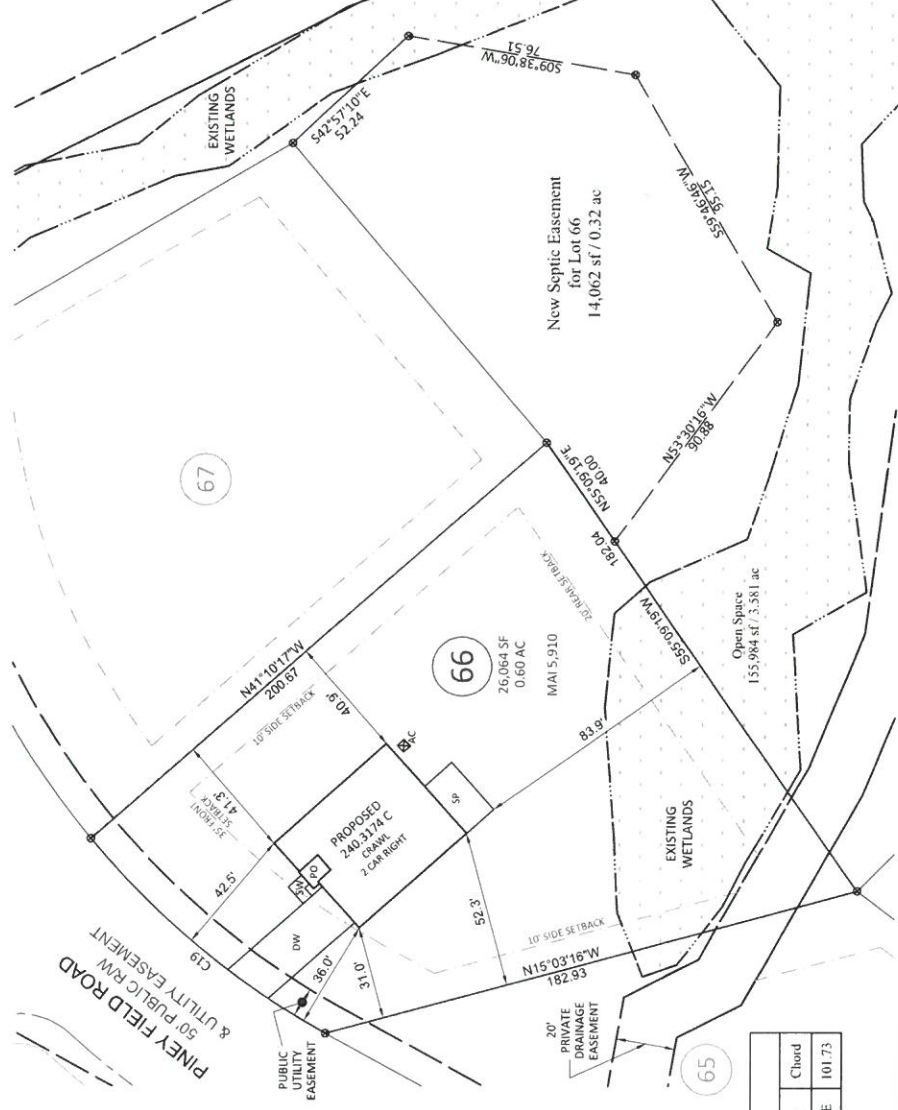 PINEY FIELD ROAD
50' PUBLIC R/W
& UTILITY EASEMENT
C19
PUBLIC
UTILITY
EASEMENT
EXISTING
WETLANDS
S42°57'10"E
52.24
S09°38'06"W
76.51
S59°46'46"W
95.15
N53°30'16"W
90.88
New Septic Easement
for Lot 66
14,062 sf / 0.32 ac
67
N41°10'17"W
200.67
10' SIDE SETBACK
35' FRONT
SETBACK
41.3'
40.9'
42.5'
36.0'
31.0'
52.3'
83.9'
SW
PO
DW
PROPOSED
240.3174 C
CRAWL
2 CAR RIGHT
SP
AC
66
26,064 SF
0.60 AC
MAI 5,910
20' REAR SETBACK
N55°09'19"E
40.00
182.04
S55°09'19"W
Open Space
155,984 sf / 3.581 ac
EXISTING
WETLANDS
10' SIDE SETBACK
N15°03'16"W
182.93
20'
PRIVATE
DRAINAGE
EASEMENT
65
Chord
E
101.73